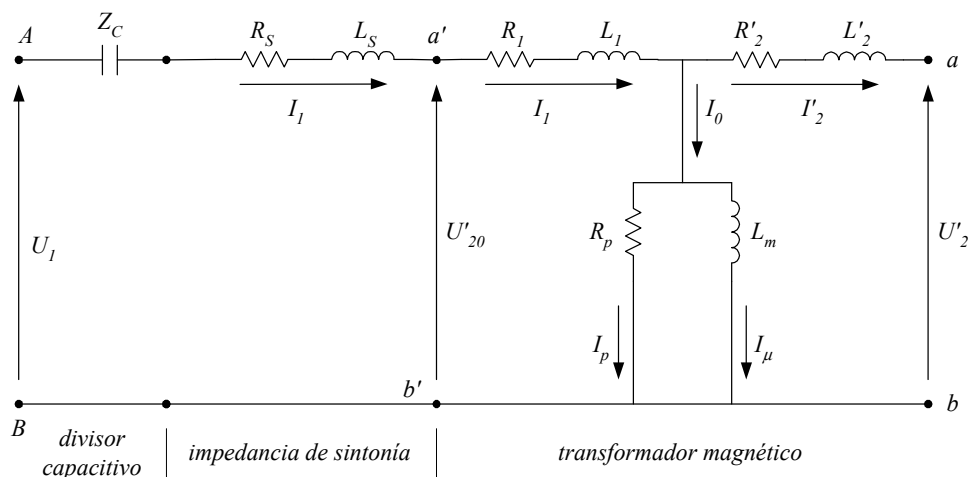 A
Z_C
R_S
L_S
a'
R_1
L_1
R'_2
L'_2
a
I_1
I_1
I_0
I'_2
U_1
U'_20
R_p
L_m
U'_2
I_p
I_μ
B
b'
b
divisor
capacitivo
impedancia de sintonía
transformador magnético